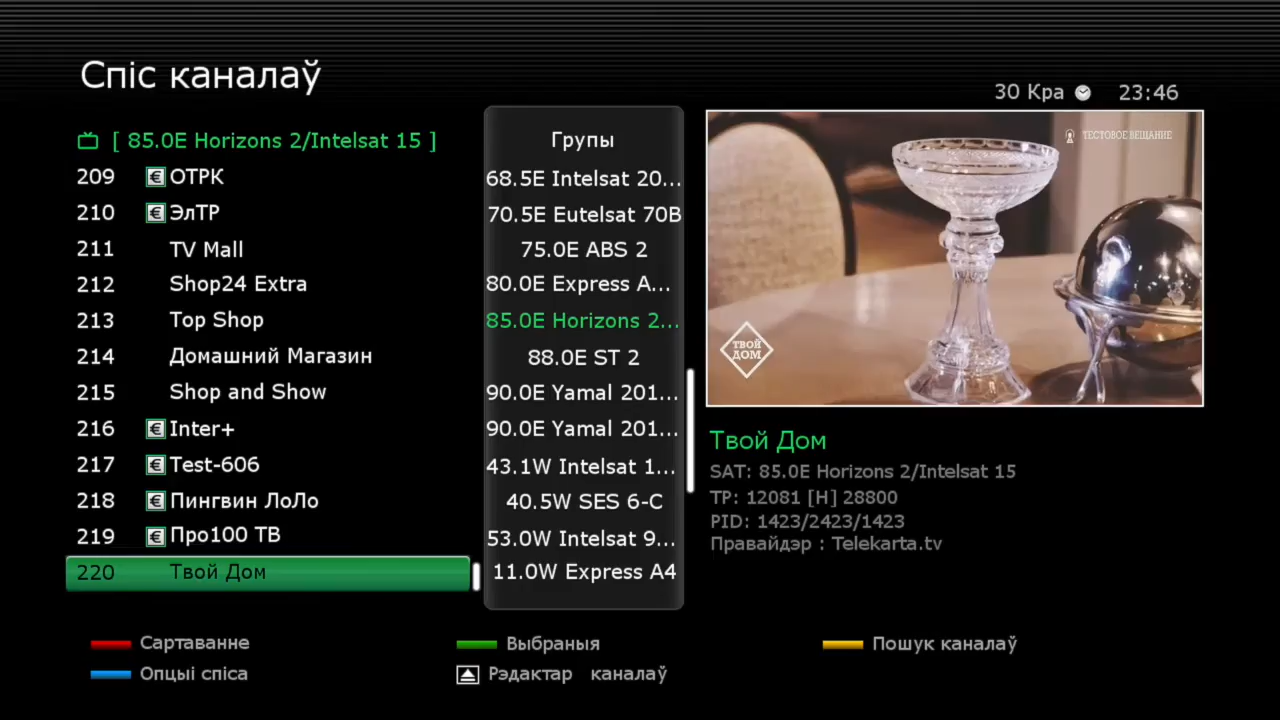 Спіс каналаў
30 Кра 23:46
[ 85.0E Horizons 2/Intelsat 15 ]
209 € ОТРК
210 € ЭлТР
211 TV Mall
212 Shop24 Extra
213 Top Shop
214 Домашний Магазин
215 Shop and Show
216 € Inter+
217 € Test-606
218 € Пингвин ЛоЛо
219 € Про100 ТВ
220 Твой Дом
Групы
68.5E Intelsat 20...
70.5E Eutelsat 70B
75.0E ABS 2
80.0E Express A...
85.0E Horizons 2...
88.0E ST 2
90.0E Yamal 201...
90.0E Yamal 201...
43.1W Intelsat 1...
40.5W SES 6-C
53.0W Intelsat 9...
11.0W Express A4
ТЕСТОВОЕ ВЕЩАНИЕ
ТВОЙ
ДОМ
Твой Дом
SAT: 85.0E Horizons 2/Intelsat 15
TP: 12081 [H] 28800
PID: 1423/2423/1423
Правайдэр : Telekarta.tv
Сартаванне
Выбраныя
Пошук каналаў
Опцыі спіса
Рэдактар каналаў